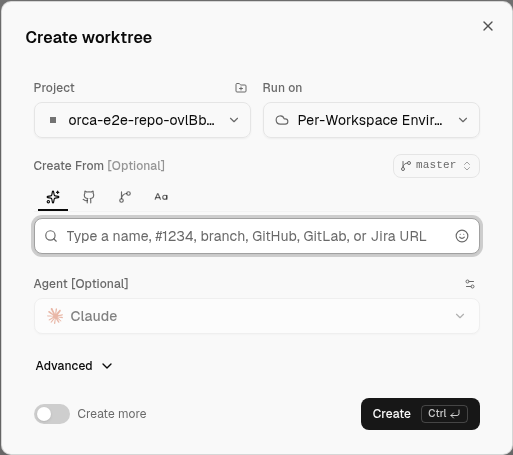 Create worktree
Project
Run on
orca-e2e-repo-ovlBb...
Per-Workspace Envir...
Create From [Optional]
master
Aa
Type a name, #1234, branch, GitHub, GitLab, or Jira URL
Agent [Optional]
Claude
Advanced
Create more
Create Ctrl